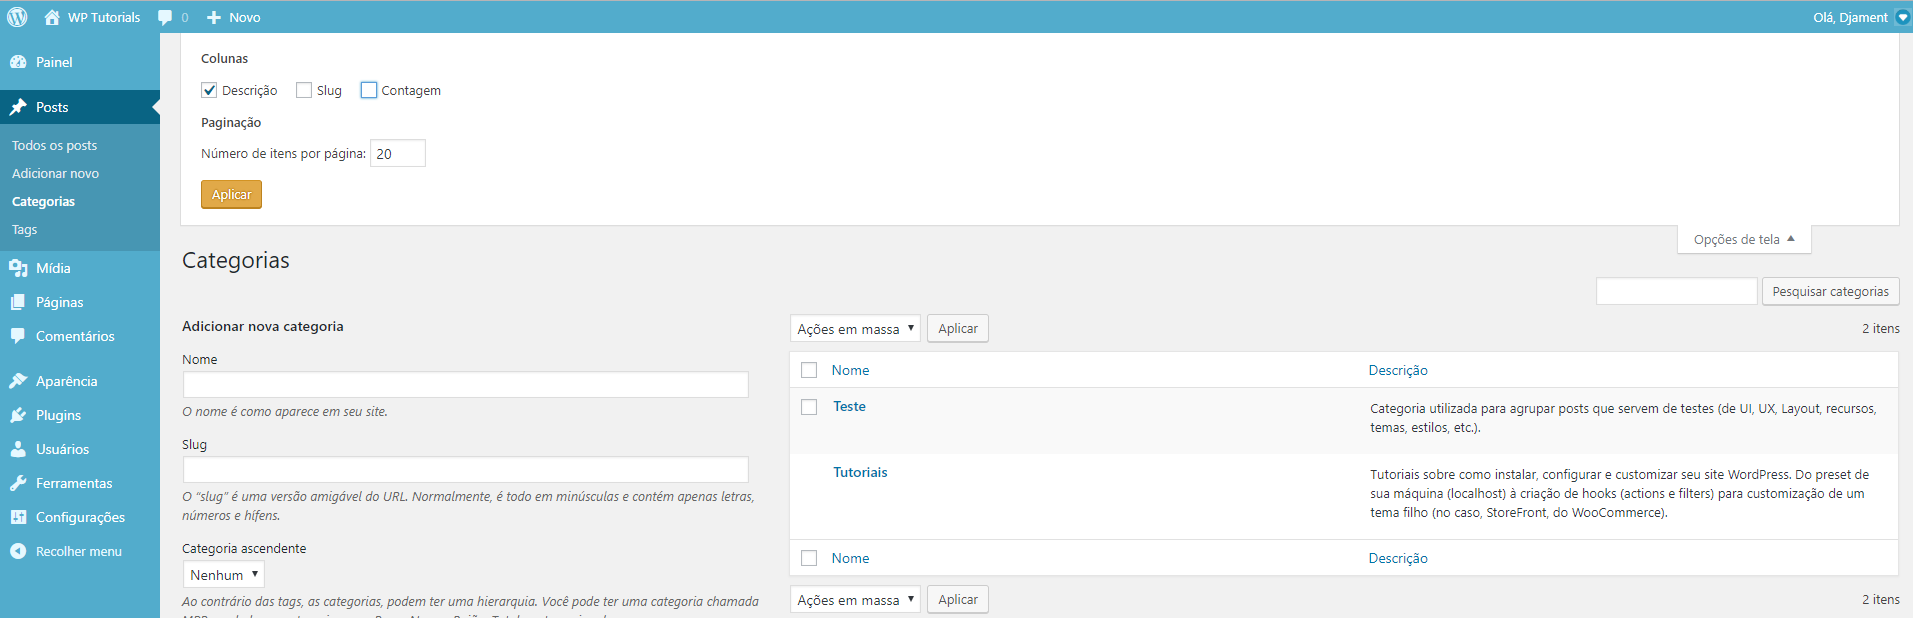 WP Tutorials 0 Novo Olá, Djament
Painel
Posts
Todos os posts
Adicionar novo
Categorias
Tags
Mídia
Páginas
Comentários
Aparência
Plugins
Usuários
Ferramentas
Configurações
Recolher menu
Colunas
Descrição Slug Contagem
Paginação
Número de itens por página: 20
Aplicar
Opções de tela
Categorias
Pesquisar categorias
Adicionar nova categoria
Nome
O nome é como aparece em seu site.
Slug
O “slug” é uma versão amigável do URL. Normalmente, é todo em minúsculas e contém apenas letras,
números e hífens.
Categoria ascendente
Nenhum
Ao contrário das tags, as categorias, podem ter uma hierarquia. Você pode ter uma categoria chamada
Ações em massa Aplicar 2 itens
Nome Descrição
Teste
Categoria utilizada para agrupar posts que servem de testes (de UI, UX, Layout, recursos,
temas, estilos, etc.).
Tutoriais
Tutoriais sobre como instalar, configurar e customizar seu site WordPress. Do preset de
sua máquina (localhost) à criação de hooks (actions e filters) para customização de um
tema filho (no caso, StoreFront, do WooCommerce).
Nome Descrição
Ações em massa Aplicar 2 itens